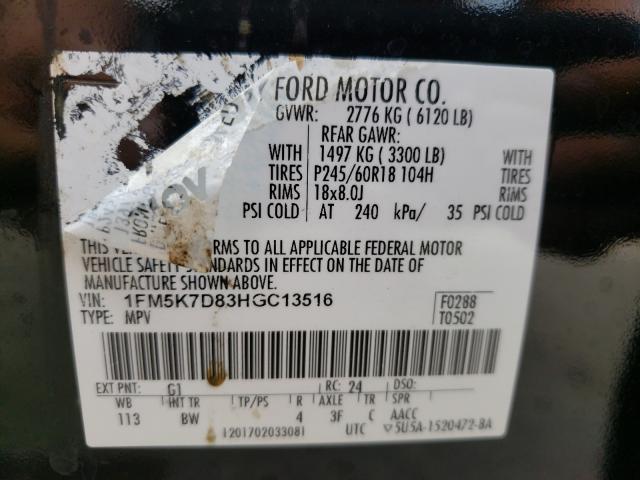 FORD MOTOR CO.
GVWR: 2776 KG ( 6120 LB)
REAR GAWR:
WITH 1497 KG ( 3300 LB) WITH
TIRES P245/60R18 104H TIRES
RIMS 18x8.0J RIMS
PSI COLD AT 240 kPa/ 35 PSI COLD
THIS VE RMS TO ALL APPLICABLE FEDERAL MOTOR
VEHICLE SAFETY STANDARDS IN EFFECT ON THE DATE OF
MANUFACTURE SHOWN ABOVE.
VIN: 1FM5K7D83HGC13516 F0288
TYPE: MPV T0502
EXT PNT: G1 RC: 24 DSO:
WB INT TR TP/PS R AXLE TR SPR
113 BW 4 3F C AACC
120170203308I UTC ▽5U5A-1520472-BA